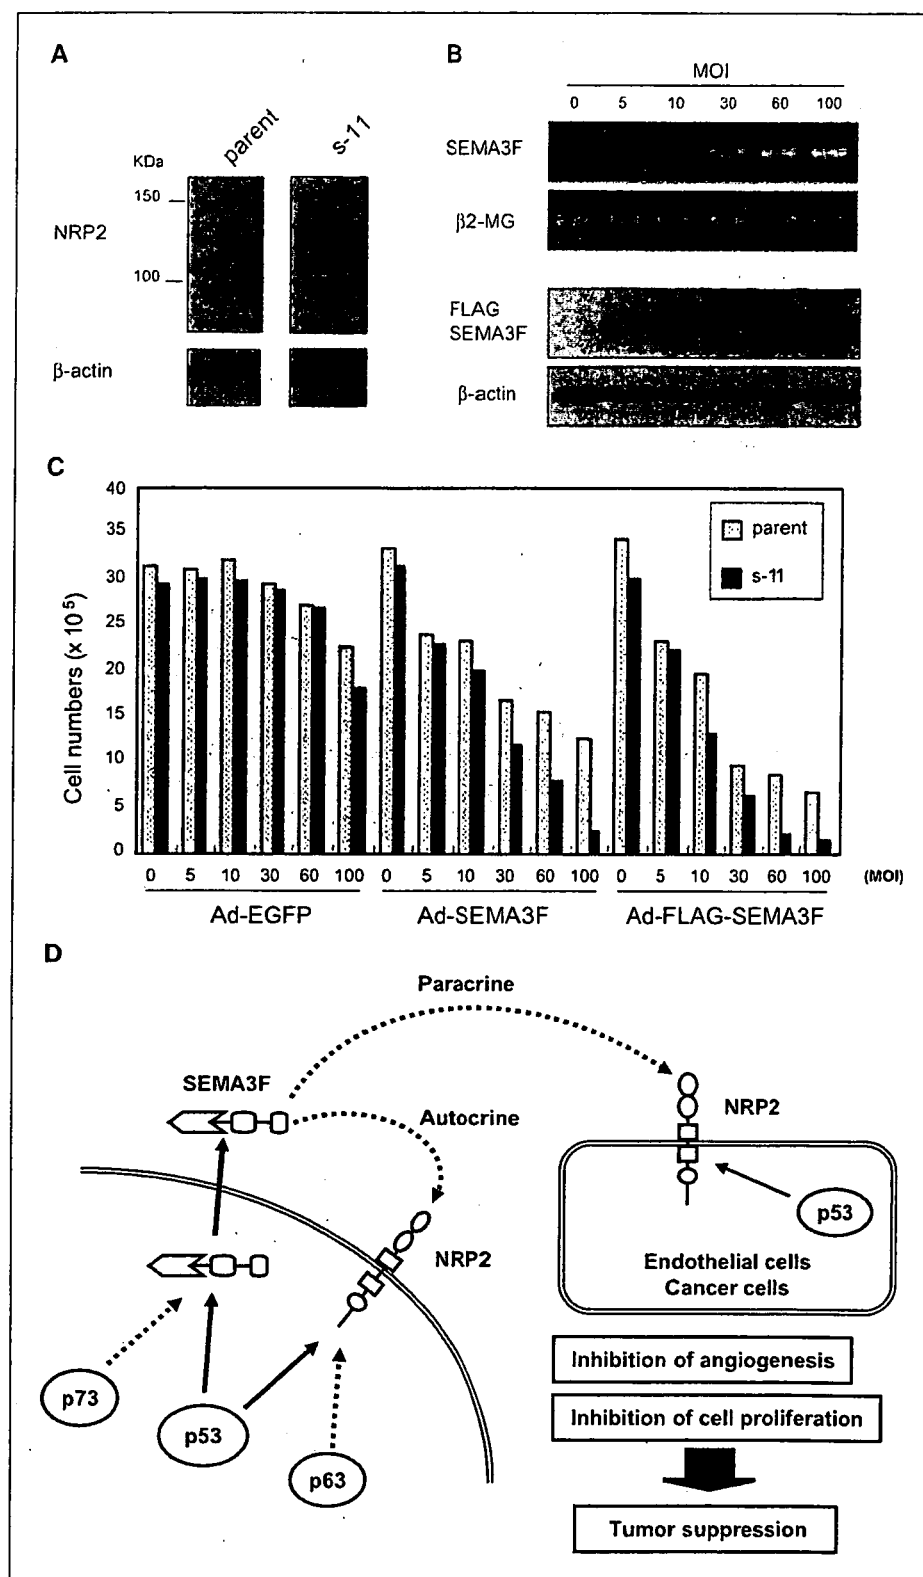 A
parent
s-11
KDa
150
NRP2
100
β-actin
B
MOI
0 5 10 30 60 100
SEMA3F
β2-MG
FLAG
SEMA3F
β-actin
C
Cell numbers (x 10⁵)
40
35
30
25
20
15
10
5
0
parent
s-11
0 5 10 30 60 100 0 5 10 30 60 100 0 5 10 30 60 100 (MOI)
Ad-EGFP Ad-SEMA3F Ad-FLAG-SEMA3F
D
Paracrine
SEMA3F
Autocrine
NRP2
NRP2
p53
Endothelial cells
Cancer cells
p73
p53
p63
Inhibition of angiogenesis
Inhibition of cell proliferation
Tumor suppression